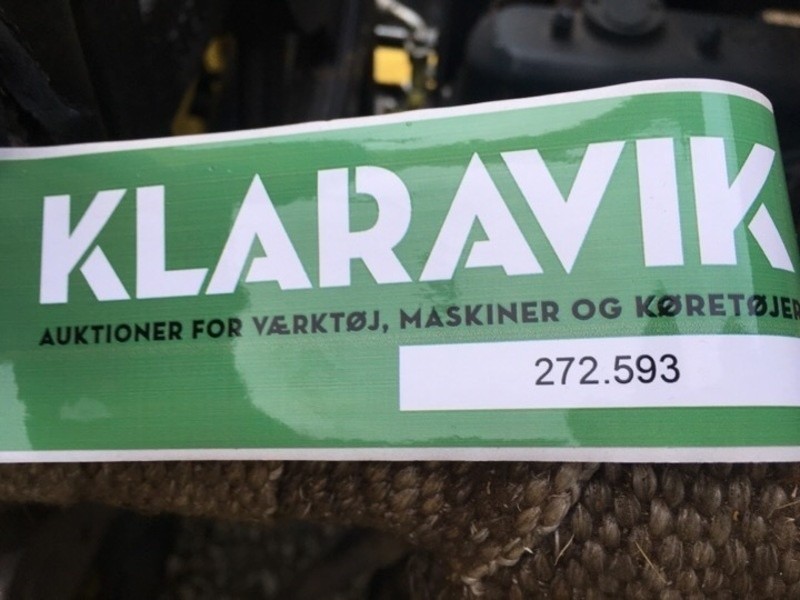 KLARAVIK
AUKTIONER FOR VÆRKTØJ, MASKINER OG KØRETØJER
272.593